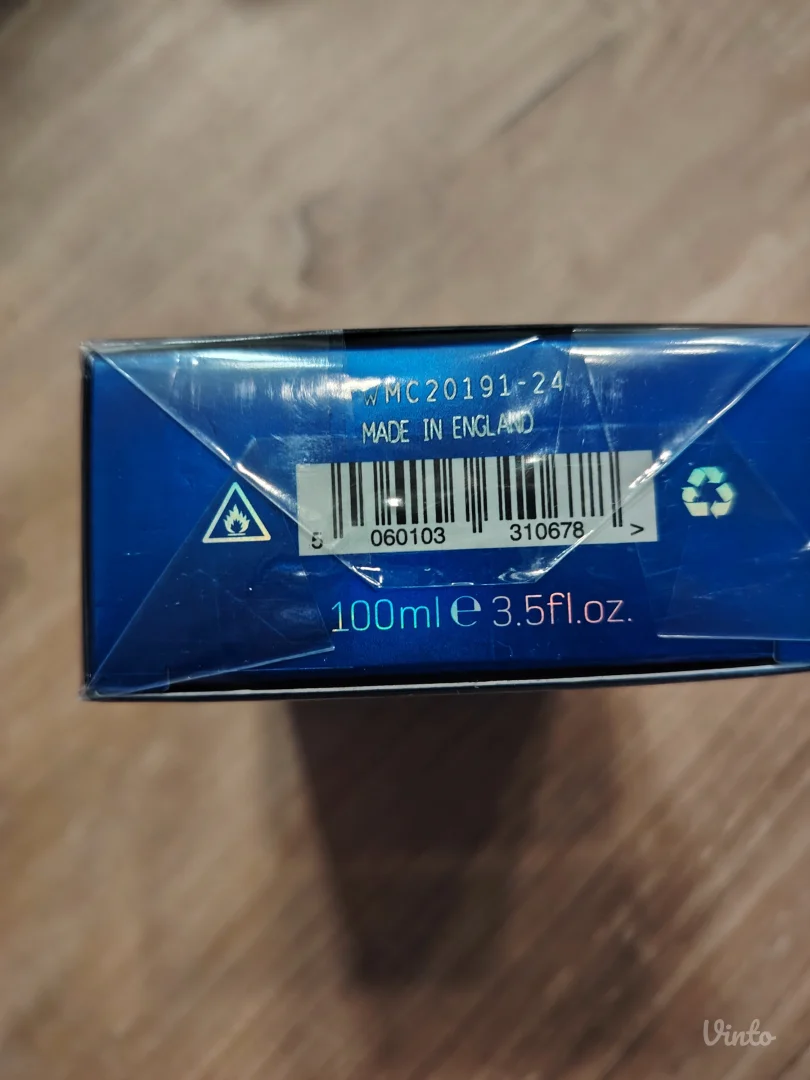 WMC20191-24
MADE IN ENGLAND
5 060103 310678 >
100ml e 3.5fl.oz.
Vinto